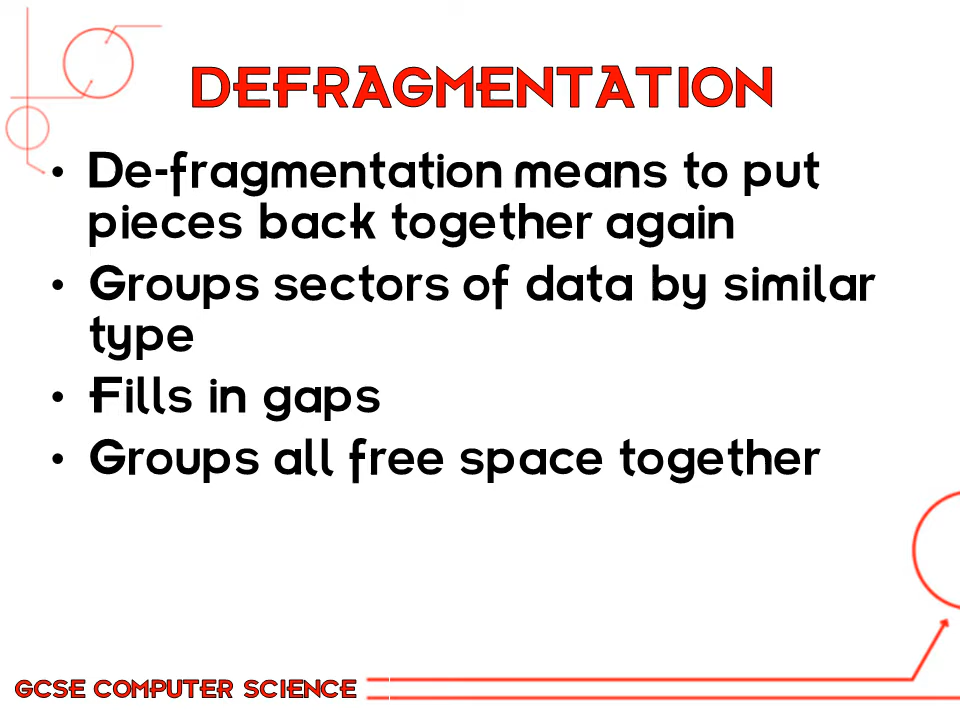 DEFRAGMENTATION
• De-fragmentation means to put
pieces back together again
• Groups sectors of data by similar
type
• Fills in gaps
• Groups all free space together
GCSE COMPUTER SCIENCE